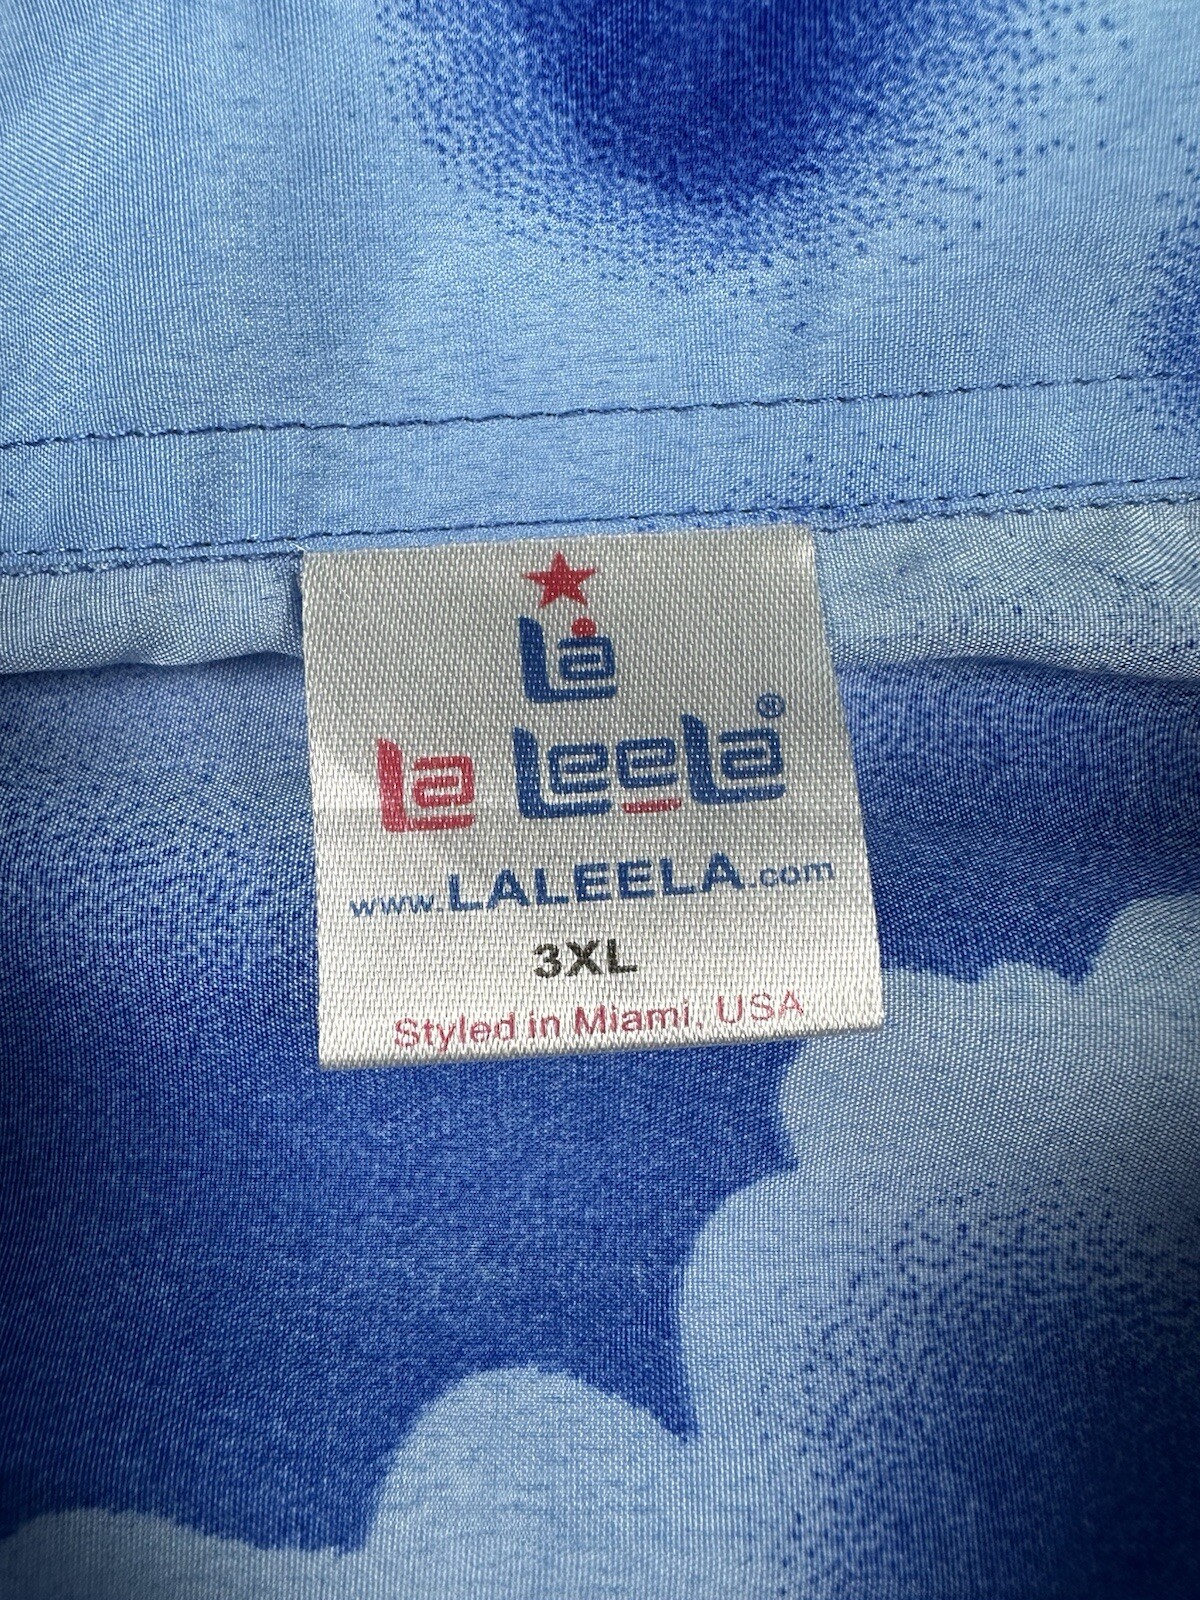 La
La Leela®
www.LALEELA.com
3XL
Styled in Miami, USA